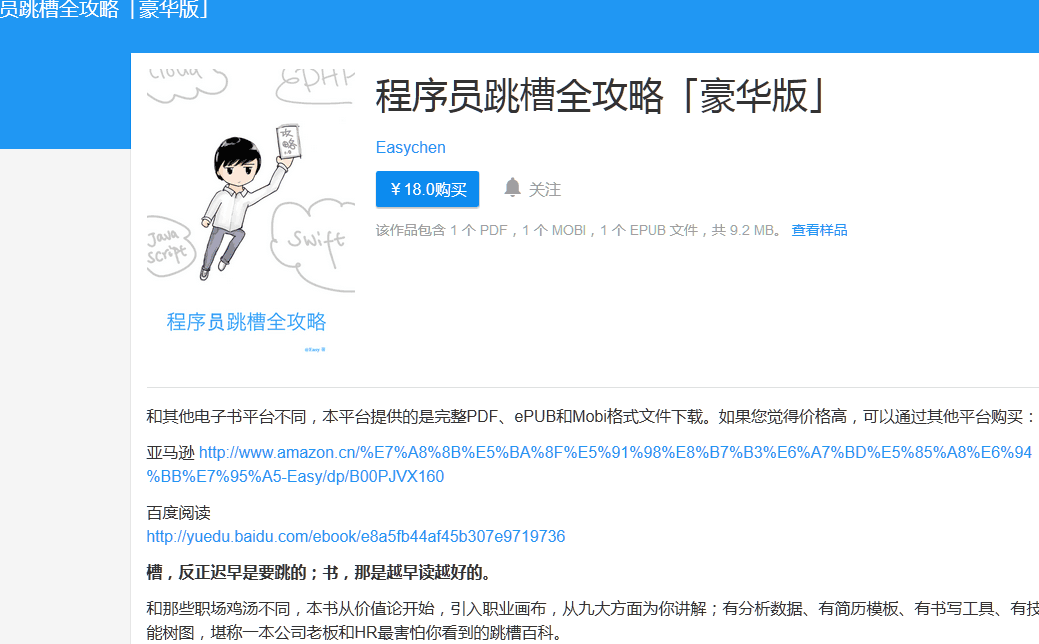 员跳槽全攻略「豪华版」
Cloud
PHP
攻略
Java
Script
Swift
程序员跳槽全攻略
程序员跳槽全攻略「豪华版」
Easychen
￥18.0购买
关注
该作品包含 1 个 PDF，1 个 MOBI，1 个 EPUB 文件，共 9.2 MB。 查看样品
和其他电子书平台不同，本平台提供的是完整PDF、ePUB和Mobi格式文件下载。如果您觉得价格高，可以通过其他平台购买：
亚马逊 http://www.amazon.cn/%E7%A8%8B%E5%BA%8F%E5%91%98%E8%B7%B3%E6%A7%BD%E5%85%A8%E6%94
%BB%E7%95%A5-Easy/dp/B00PJVX160
百度阅读
http://yuedu.baidu.com/ebook/e8a5fb44af45b307e9719736
槽，反正迟早是要跳的；书，那是越早读越好的。
和那些职场鸡汤不同，本书从价值论开始，引入职业画布，从九大方面为你讲解；有分析数据、有简历模板、有书写工具、有技
能树图，堪称一本公司老板和HR最害怕你看到的跳槽百科。